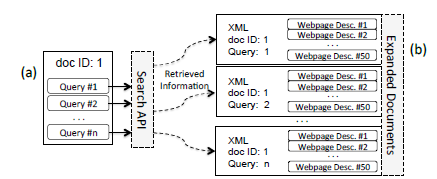 (a)
doc ID: 1
Query #1
Query #2
...
Query #n
Search API
Retrieved
Information
XML
doc ID: 1
Query: 1
Webpage Desc. #1
Webpage Desc. #2
...
Webpage Desc. #50
XML
doc ID: 1
Query: 2
Webpage Desc. #1
Webpage Desc. #2
...
Webpage Desc. #50
...
XML
doc ID: 1
Query: n
Webpage Desc. #1
Webpage Desc. #2
...
Webpage Desc. #50
Expanded Documents
(b)